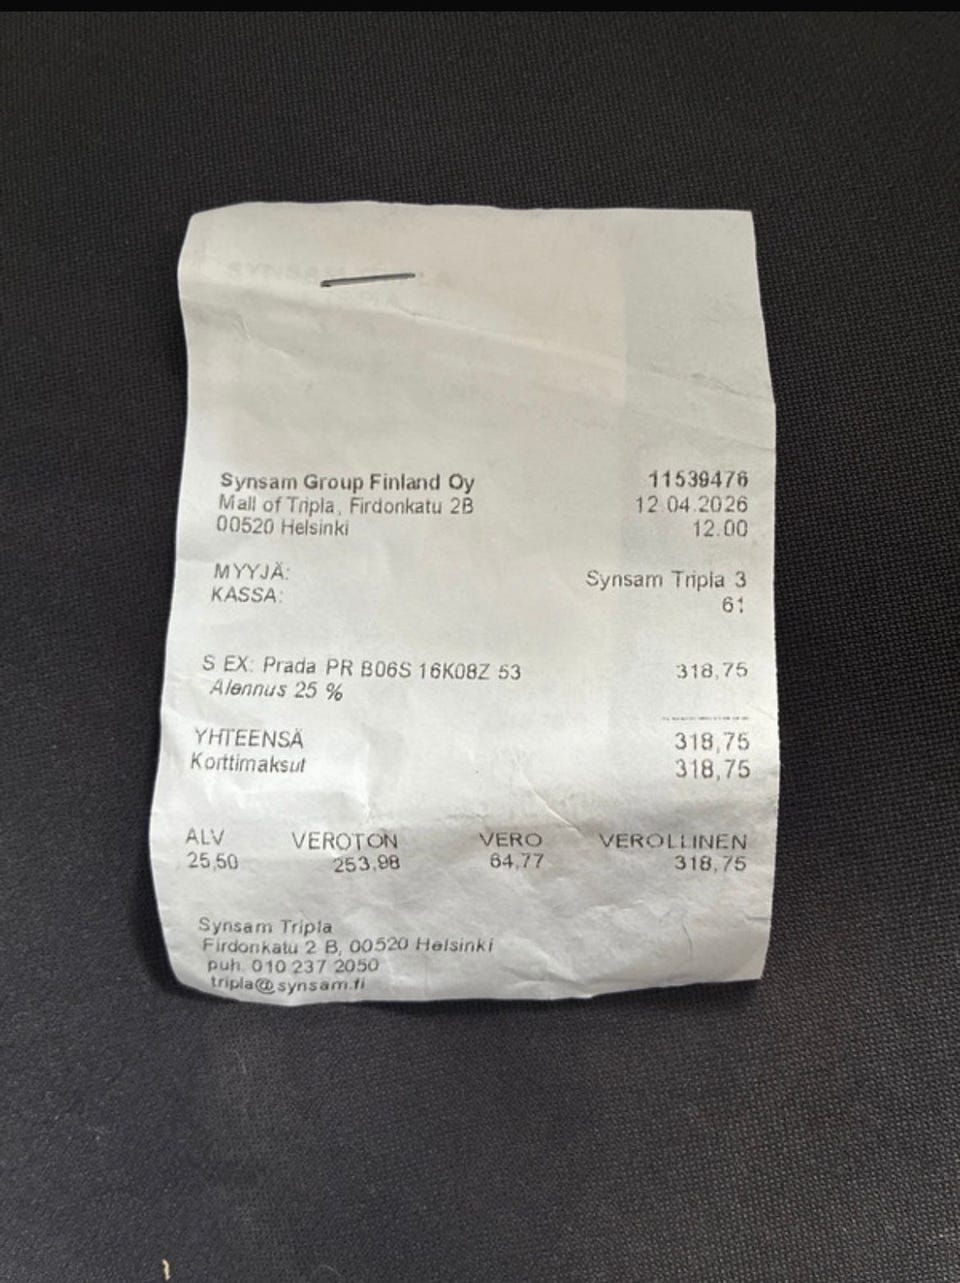 Synsam Group Finland Oy 11539476
Mall of Tripla, Firdonkatu 2B 12.04.2026
00520 Helsinki 12.00
MYYJÄ: Synsam Tripla 3
KASSA: 61
S EX: Prada PR B06S 16K08Z 53 318,75
Alennus 25 %
YHTEENSÄ 318,75
Korttimaksut 318,75
ALV VEROTON VERO VEROLLINEN
25,50 253,98 64,77 318,75
Synsam Tripla
Firdonkatu 2 B, 00520 Helsinki
puh. 010 237 2050
tripla@synsam.fi